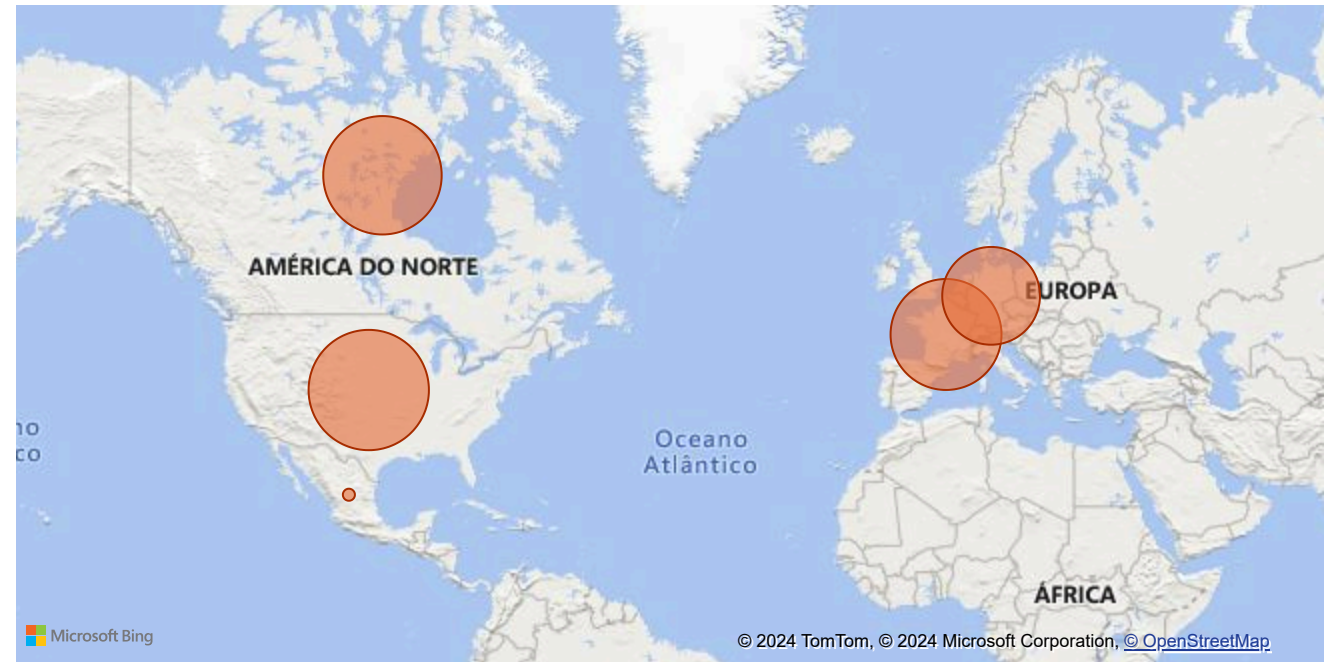 AMÉRICA DO NORTE
EUROPA
Oceano
Atlântico
ÁFRICA
Microsoft Bing
© 2024 TomTom, © 2024 Microsoft Corporation, © OpenStreetMap